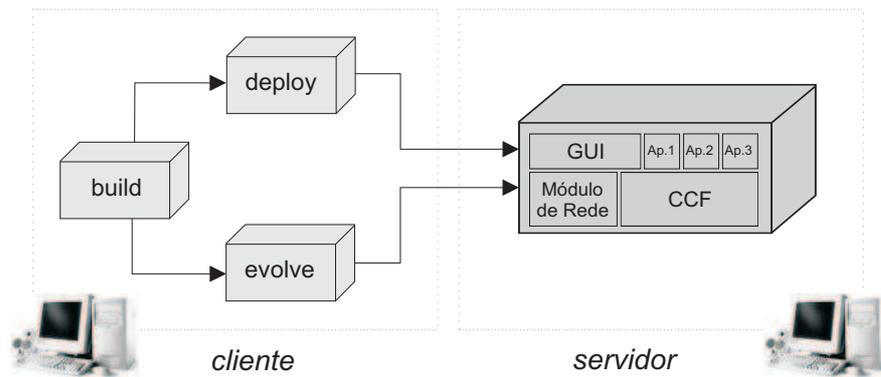 deploy
build
evolve
GUI
Ap.1
Ap.2
Ap.3
Módulo
de Rede
CCF
cliente
servidor